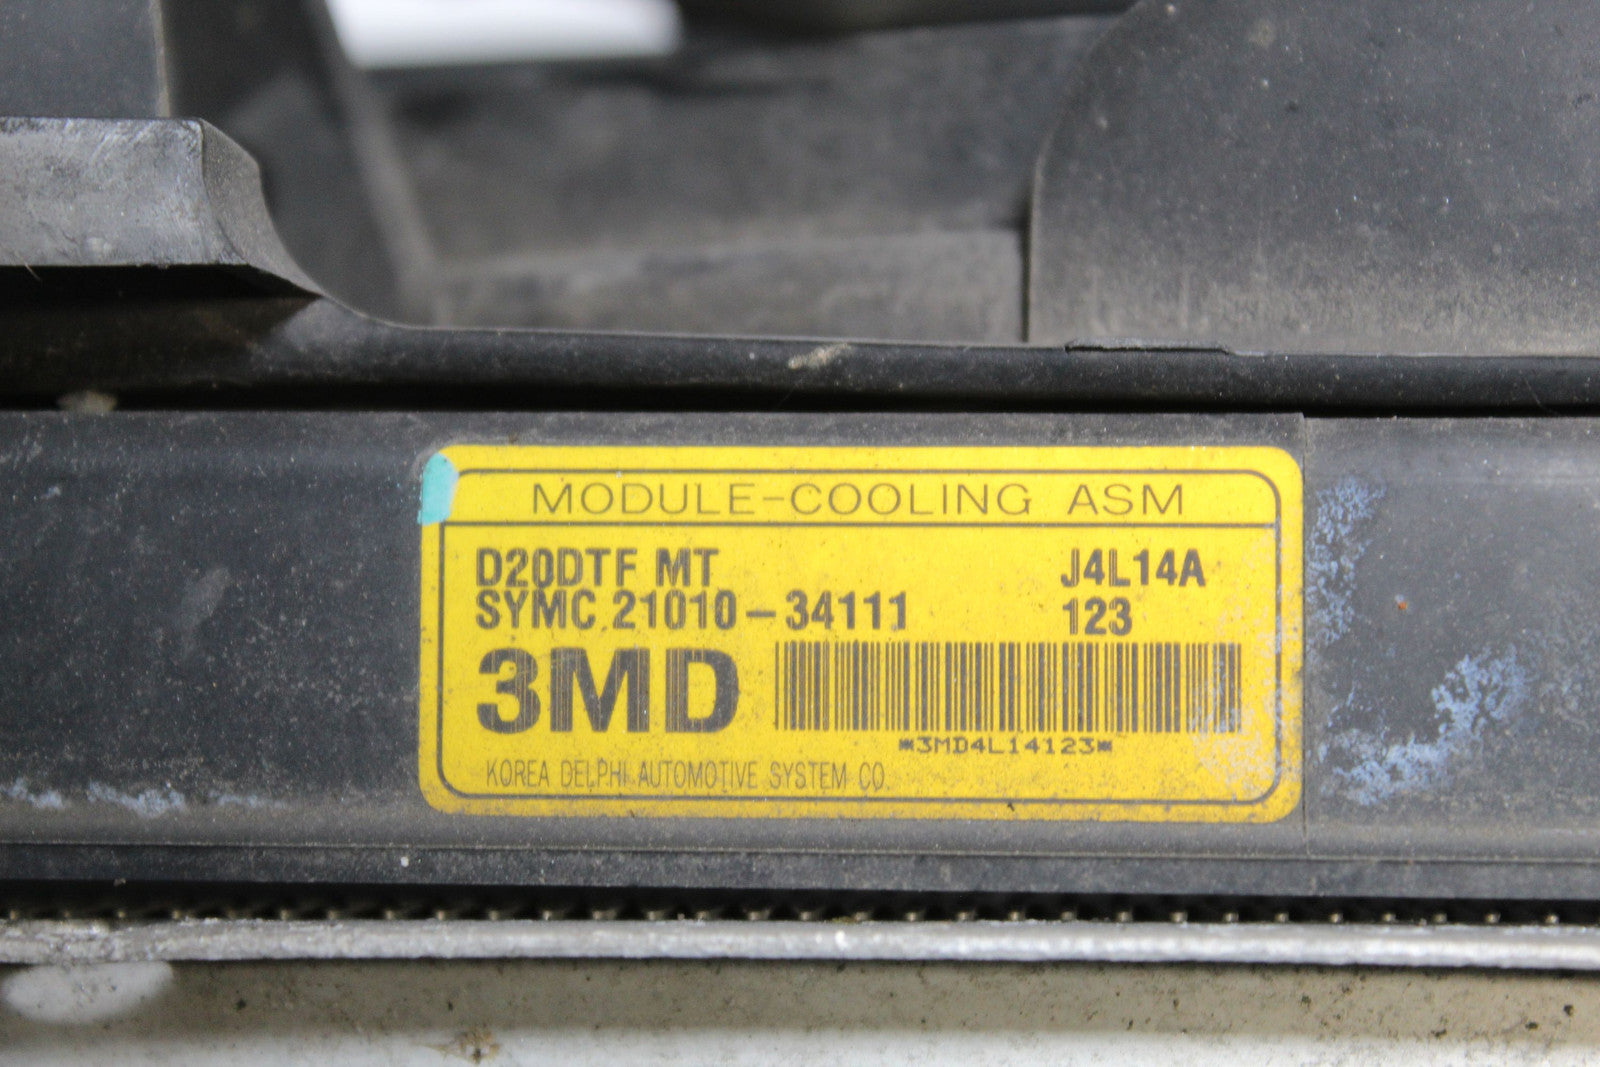 MODULE-COOLING ASM
D20DTF MT J4L14A
SYMC 21010-34111 123
3MD
*3MD4L14123*
KOREA DELPHI AUTOMOTIVE SYSTEM CO.